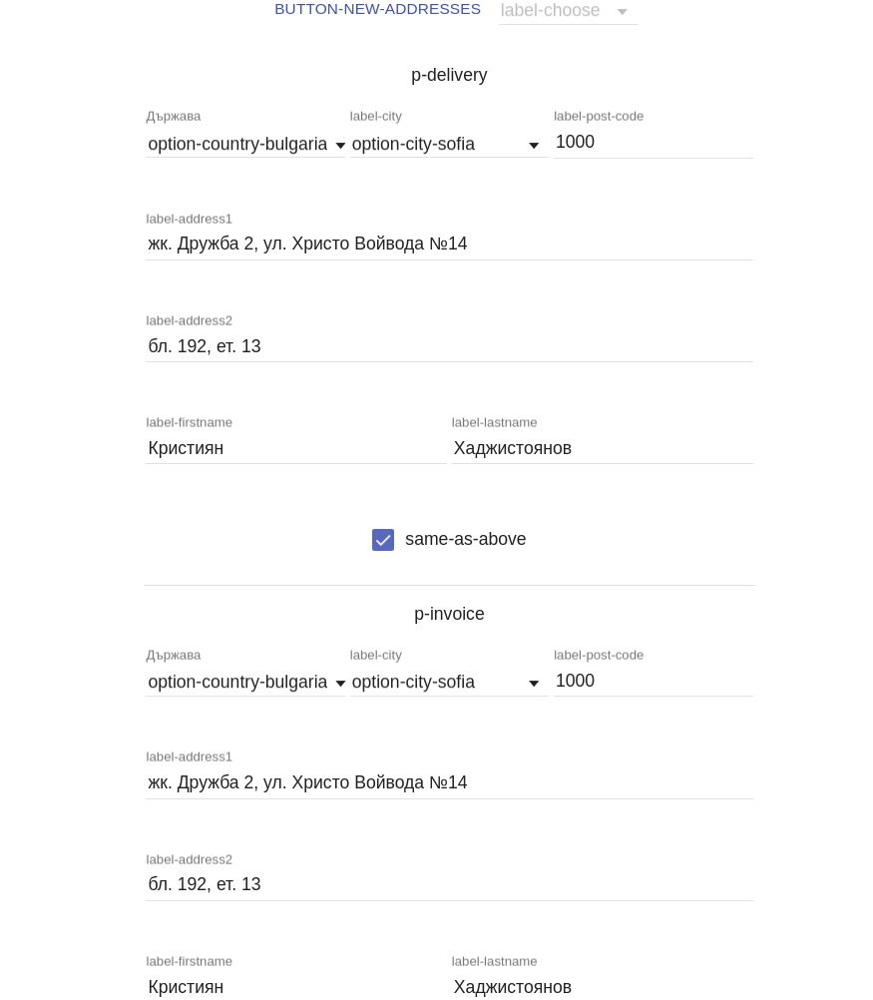 BUTTON-NEW-ADDRESSES label-choose
p-delivery
Държава label-city label-post-code
option-country-bulgaria option-city-sofia 1000
label-address1
жк. Дружба 2, ул. Христо Войвода №14
label-address2
бл. 192, ет. 13
label-firstname label-lastname
Кристиян Хаджистоянов
same-as-above
p-invoice
Държава label-city label-post-code
option-country-bulgaria option-city-sofia 1000
label-address1
жк. Дружба 2, ул. Христо Войвода №14
label-address2
бл. 192, ет. 13
label-firstname label-lastname
Кристиян Хаджистоянов